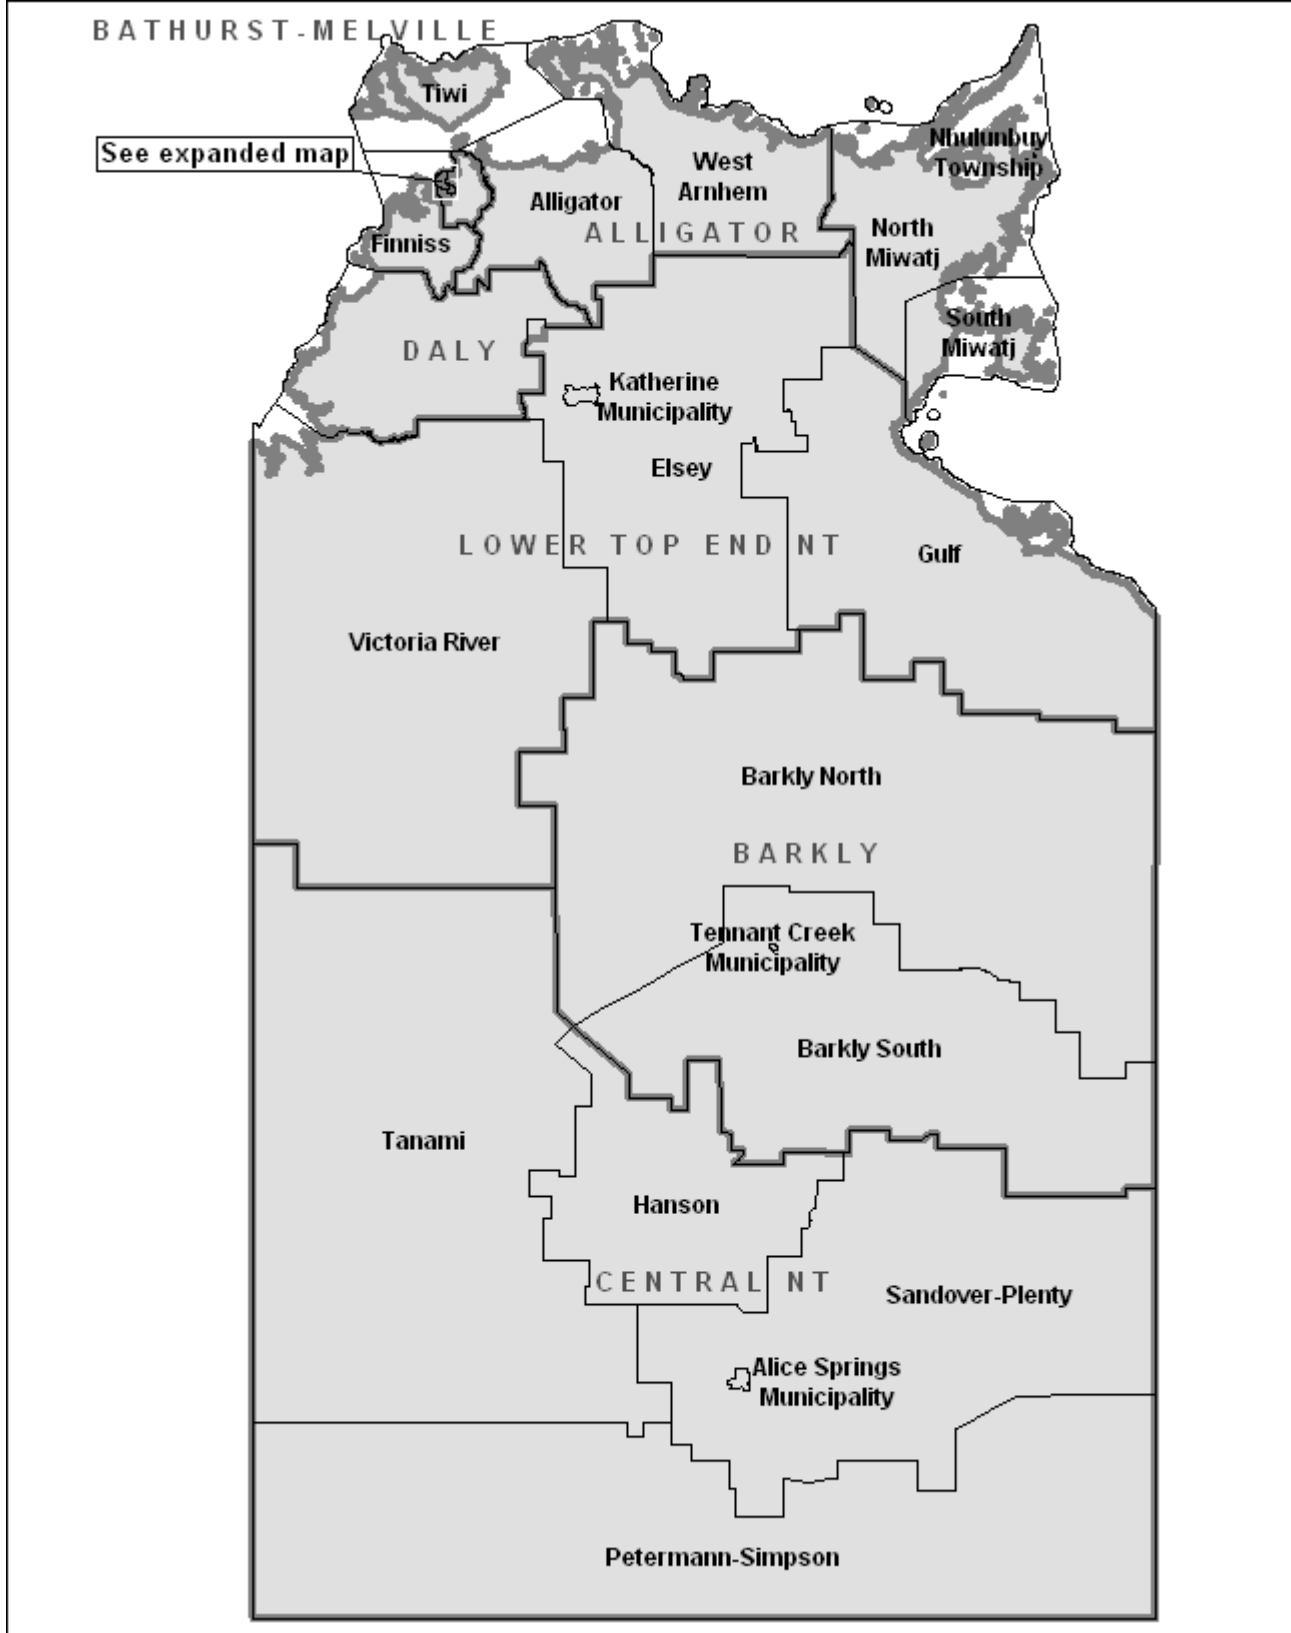 BATHURST-MELVILLE
Tiwi
See expanded map
Nhulunbuy
Township
West
Arnhem
Alligator
ALLIGATOR
North
Miwatj
Finniss
South
Miwatj
DALY
Katherine
Municipality
Elsey
LOWER TOP END NT
Gulf
Victoria River
Barkly North
BARKLY
Tennant Creek
Municipality
Barkly South
Tanami
Hanson
CENTRAL NT
Sandover-Plenty
Alice Springs
Municipality
Petermann-Simpson